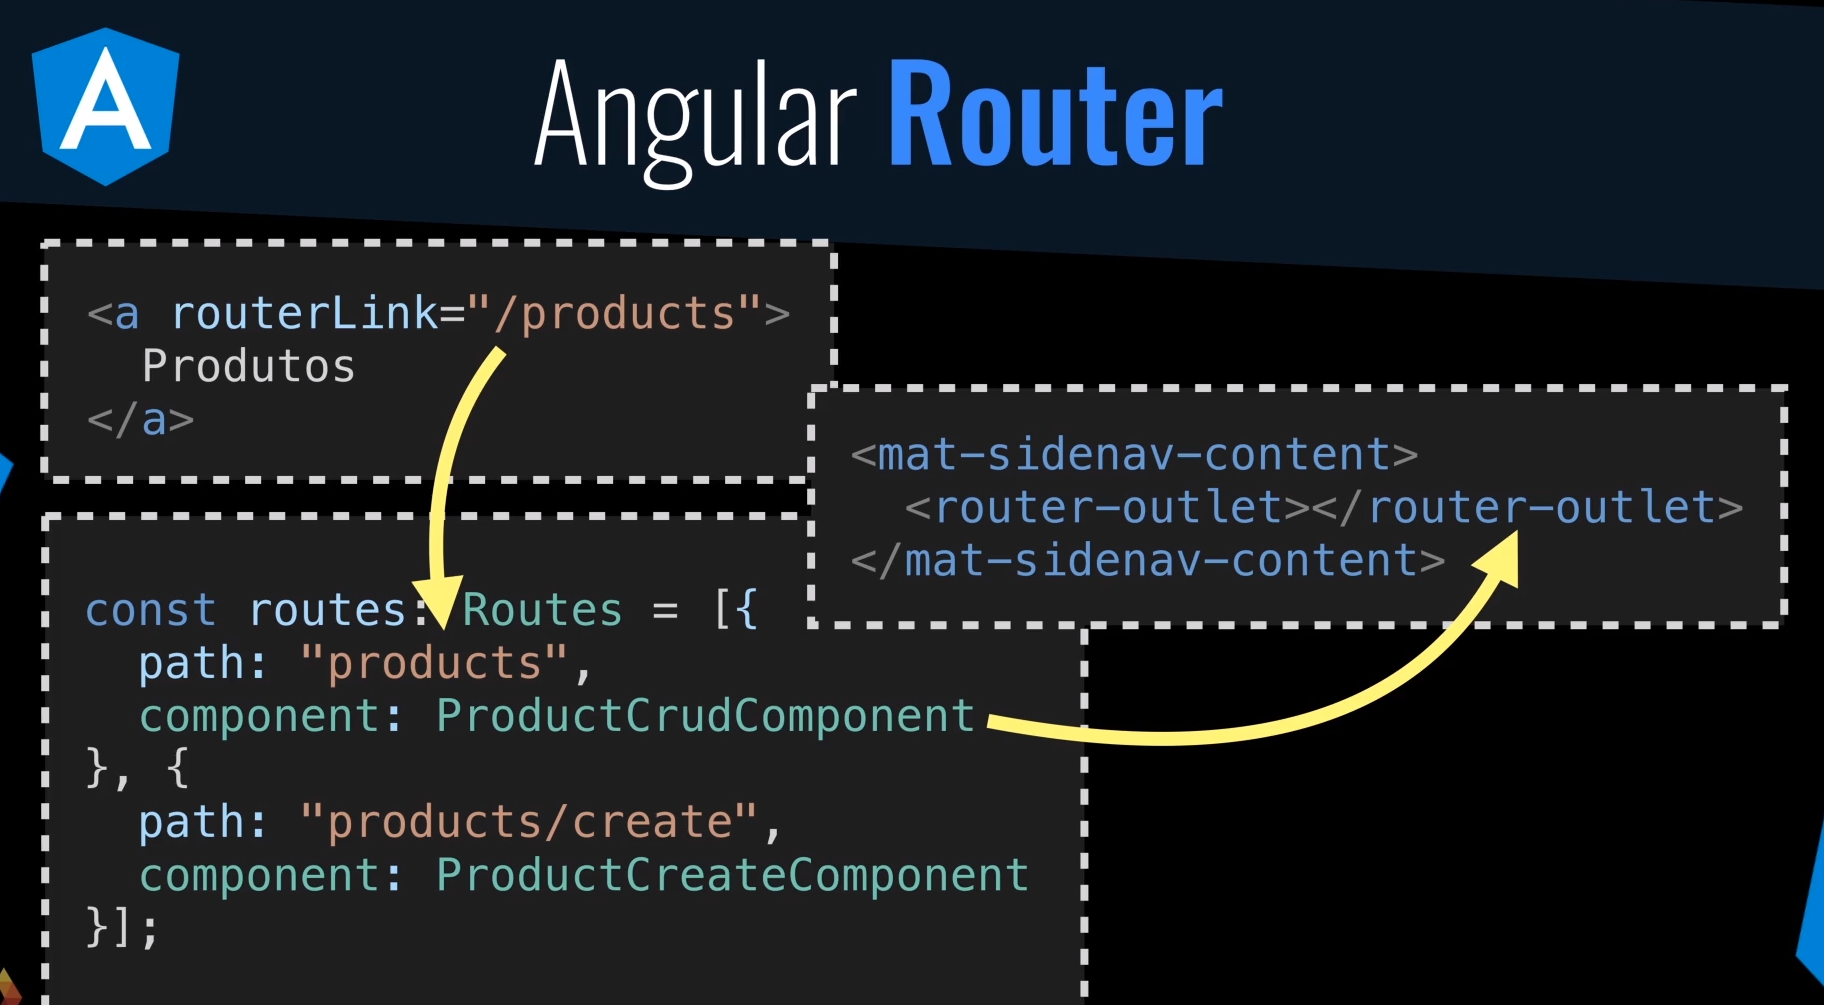 Angular Router
<a routerLink="/products">
Produtos
</a>
<mat-sidenav-content>
<router-outlet></router-outlet>
</mat-sidenav-content>
const routes: Routes = [{
path: "products",
component: ProductCrudComponent
}, {
path: "products/create",
component: ProductCreateComponent
}];